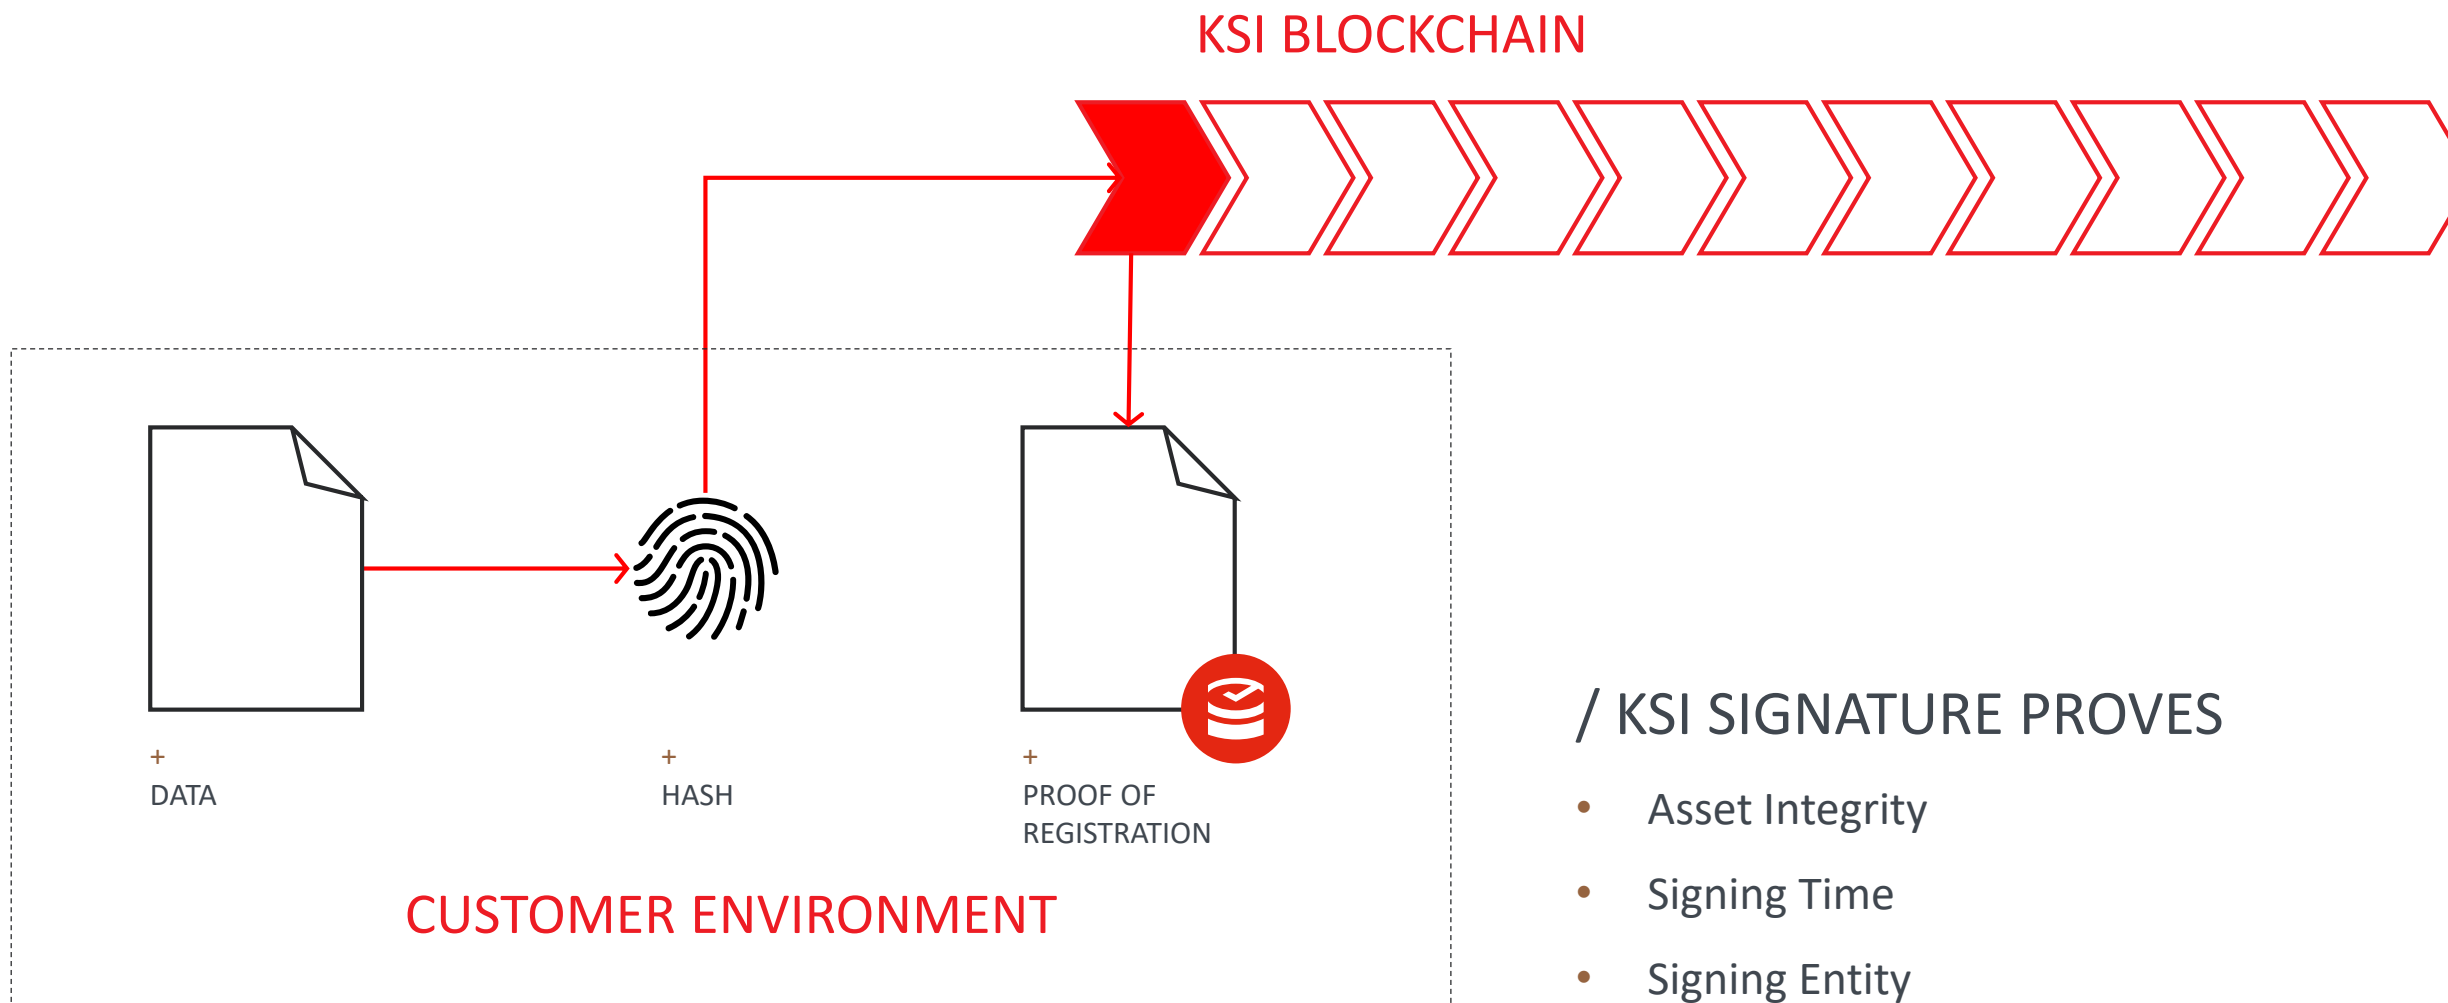 KSI BLOCKCHAIN
+
DATA
+
HASH
+
PROOF OF
REGISTRATION
CUSTOMER ENVIRONMENT
/ KSI SIGNATURE PROVES
• Asset Integrity
• Signing Time
• Signing Entity